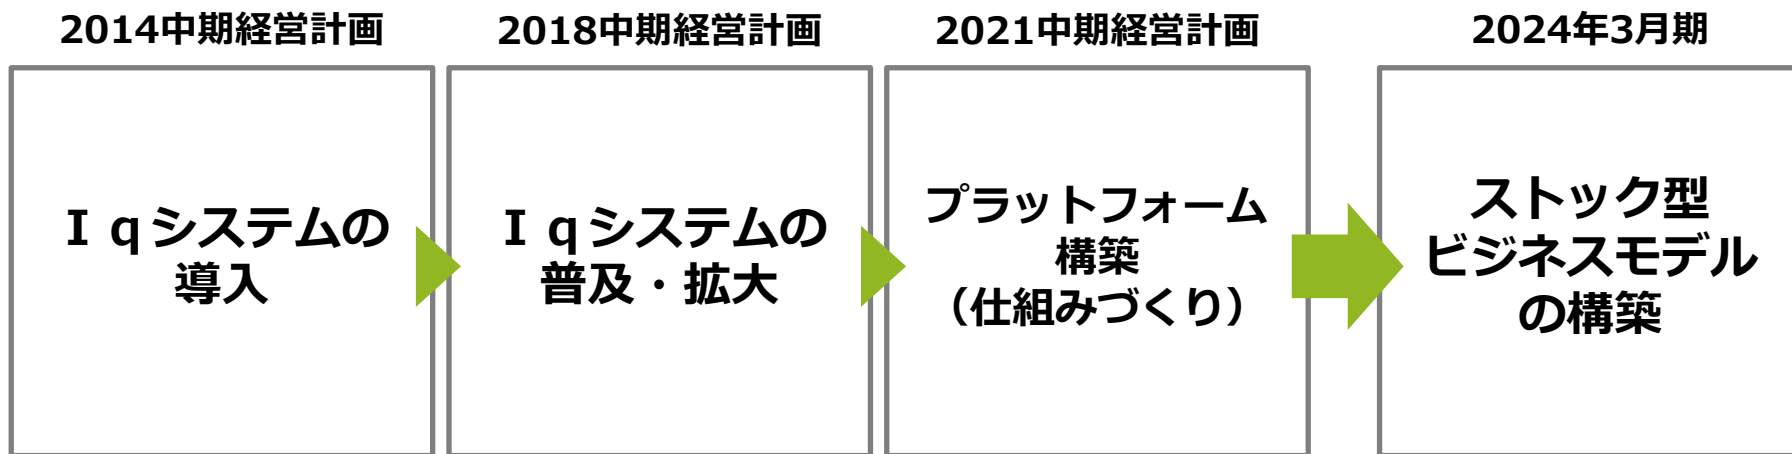 2014中期経営計画
Ｉｑシステムの
導入
2018中期経営計画
Ｉｑシステムの
普及・拡大
2021中期経営計画
プラットフォーム
構築
（仕組みづくり）
2024年3月期
ストック型
ビジネスモデル
の構築